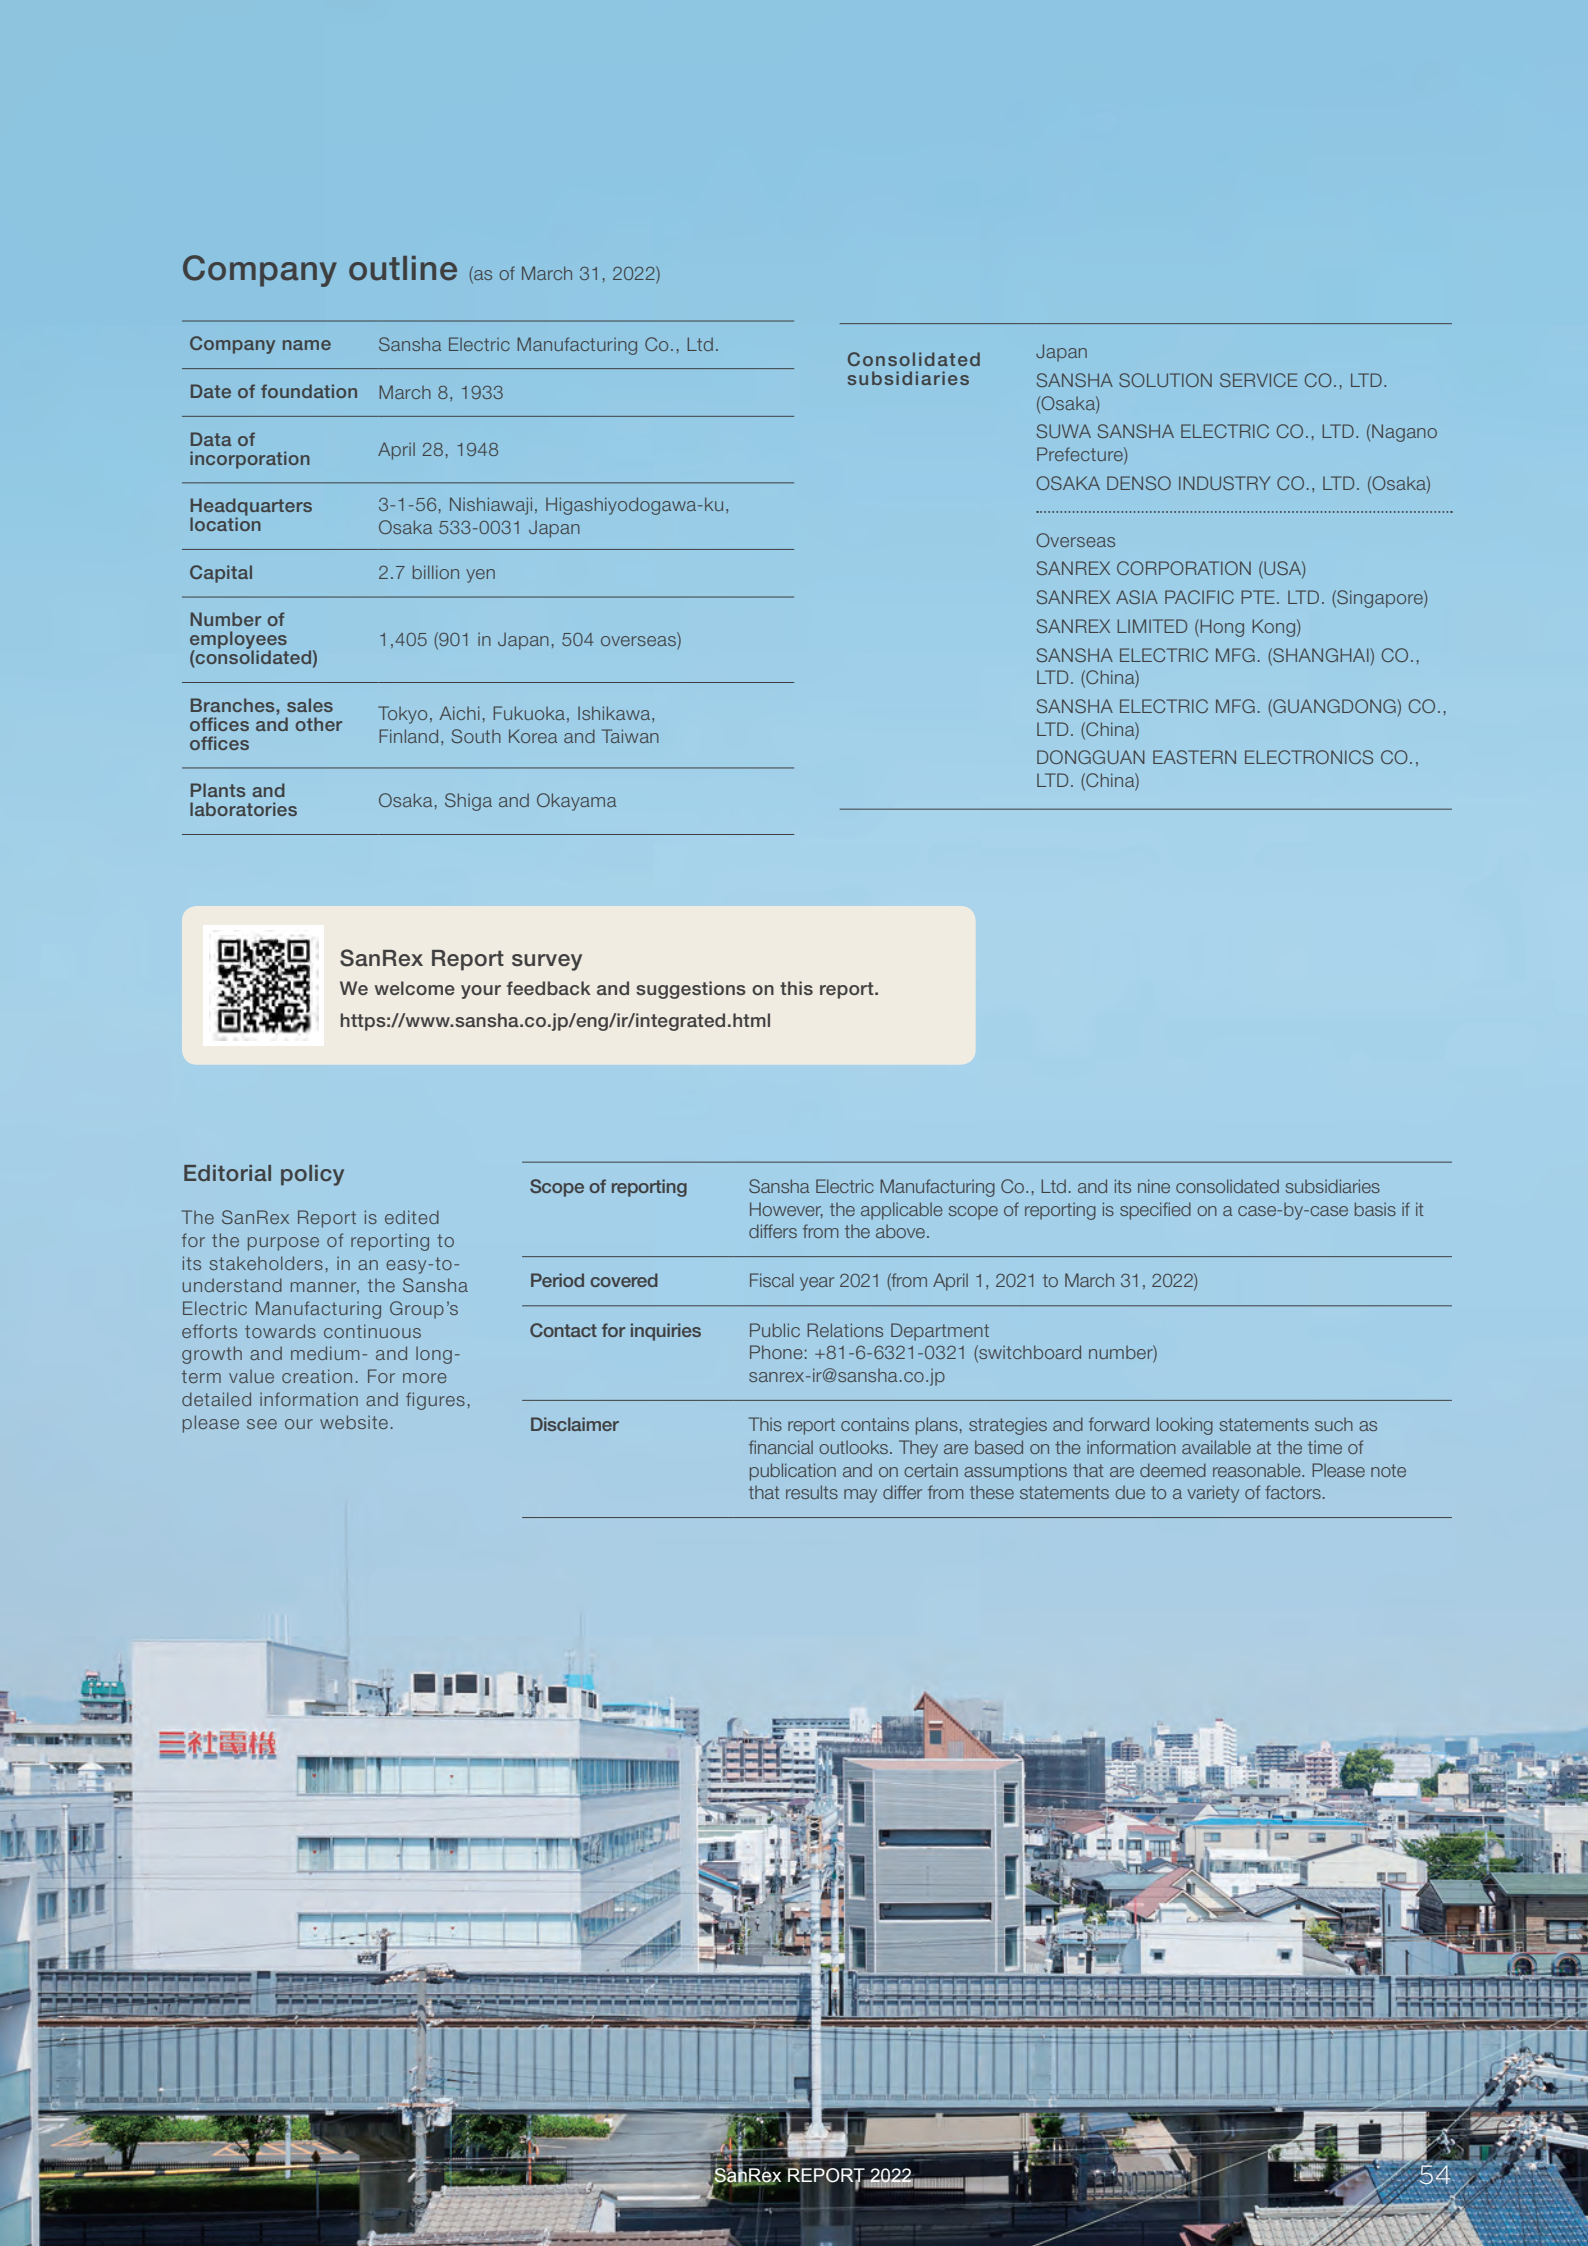 Company outline (as of March 31, 2022)
Company name Sansha Electric Manufacturing Co., Ltd.
Date of foundation March 8, 1933
Data of
incorporation
April 28, 1948
Headquarters
location
3-1-56, Nishiawaji, Higashiyodogawa-ku,
Osaka 533-0031 Japan
Capital 2.7 billion yen
Number of
employees
(consolidated)
1,405 (901 in Japan, 504 overseas)
Branches, sales
offices and other
offices
Tokyo, Aichi, Fukuoka, Ishikawa,
Finland, South Korea and Taiwan
Plants and
laboratories
Osaka, Shiga and Okayama
Consolidated
subsidiaries
Japan
SANSHA SOLUTION SERVICE CO., LTD.
(Osaka)
SUWA SANSHA ELECTRIC CO., LTD. (Nagano
Prefecture)
OSAKA DENSO INDUSTRY CO., LTD. (Osaka)
Overseas
SANREX CORPORATION (USA)
SANREX ASIA PACIFIC PTE. LTD. (Singapore)
SANREX LIMITED (Hong Kong)
SANSHA ELECTRIC MFG. (SHANGHAI) CO.,
LTD. (China)
SANSHA ELECTRIC MFG. (GUANGDONG) CO.,
LTD. (China)
DONGGUAN EASTERN ELECTRONICS CO.,
LTD. (China)
SanRex Report survey
We welcome your feedback and suggestions on this report.
https://www.sansha.co.jp/eng/ir/integrated.html
Editorial policy
The SanRex Report is edited
for the purpose of reporting to
its stakeholders, in an easy-to-
understand manner, the Sansha
Electric Manufacturing Group's
efforts towards continuous
growth and medium- and long-
term value creation. For more
detailed information and figures,
please see our website.
Scope of reporting
Sansha Electric Manufacturing Co., Ltd. and its nine consolidated subsidiaries
However, the applicable scope of reporting is specified on a case-by-case basis if it
differs from the above.
Period covered Fiscal year 2021 (from April 1, 2021 to March 31, 2022)
Contact for inquiries
Public Relations Department
Phone: +81-6-6321-0321 (switchboard number)
sanrex-ir@sansha.co.jp
Disclaimer
This report contains plans, strategies and forward looking statements such as
financial outlooks. They are based on the information available at the time of
publication and on certain assumptions that are deemed reasonable. Please note
that results may differ from these statements due to a variety of factors.
三社電機
SanRex REPORT 2022
54